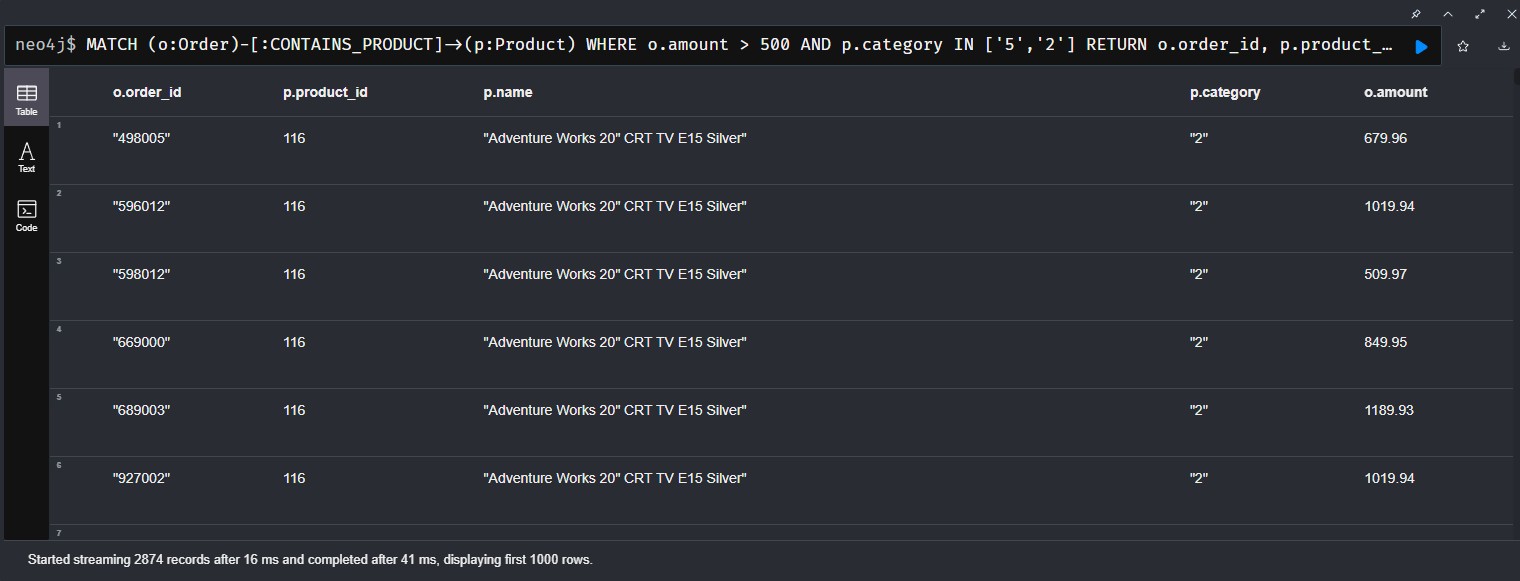 neo4j$ MATCH (o:Order)-[:CONTAINS_PRODUCT]→(p:Product) WHERE o.amount > 500 AND p.category IN ['5','2'] RETURN o.order_id, p.product_…
Table
Text
Code
o.order_id p.product_id p.name p.category o.amount
1 "498005" 116 "Adventure Works 20" CRT TV E15 Silver" "2" 679.96
2 "596012" 116 "Adventure Works 20" CRT TV E15 Silver" "2" 1019.94
3 "598012" 116 "Adventure Works 20" CRT TV E15 Silver" "2" 509.97
4 "669000" 116 "Adventure Works 20" CRT TV E15 Silver" "2" 849.95
5 "689003" 116 "Adventure Works 20" CRT TV E15 Silver" "2" 1189.93
6 "927002" 116 "Adventure Works 20" CRT TV E15 Silver" "2" 1019.94
7
Started streaming 2874 records after 16 ms and completed after 41 ms, displaying first 1000 rows.